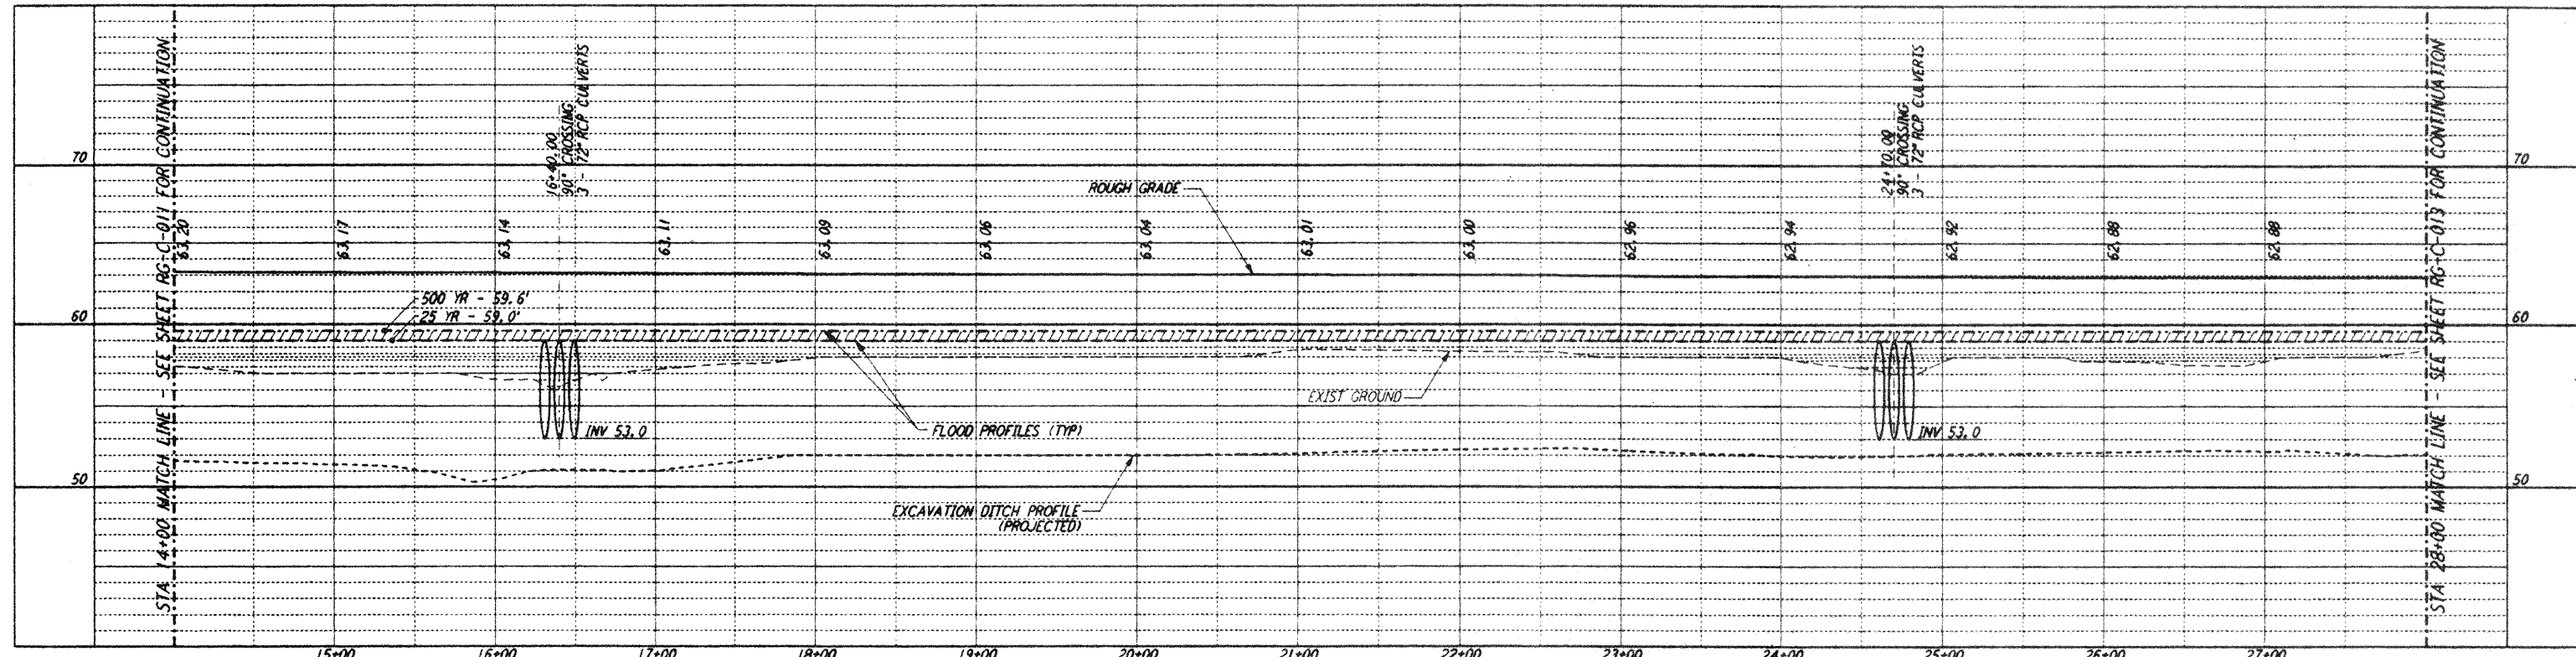 STA 14+00 MATCH LINE - SEE SHEET RG-C-011 FOR CONTINUATION
16+40.00
90° CROSSING
3 - 72" RCP CULVERTS
24+70.00
90° CROSSING
3 - 72" RCP CULVERTS
STA 28+00 MATCH LINE - SEE SHEET RG-C-013 FOR CONTINUATION
70
70
ROUGH GRADE
63.20
63.17
63.14
63.11
63.09
63.06
63.04
63.01
63.00
62.96
62.94
62.92
62.88
62.88
500 YR - 59.6'
25 YR - 59.0'
60
60
EXIST GROUND
FLOOD PROFILES (TYP)
INV 53.0
INV 53.0
50
50
EXCAVATION DITCH PROFILE
(PROJECTED)
15+00
16+00
17+00
18+00
19+00
20+00
21+00
22+00
23+00
24+00
25+00
26+00
27+00